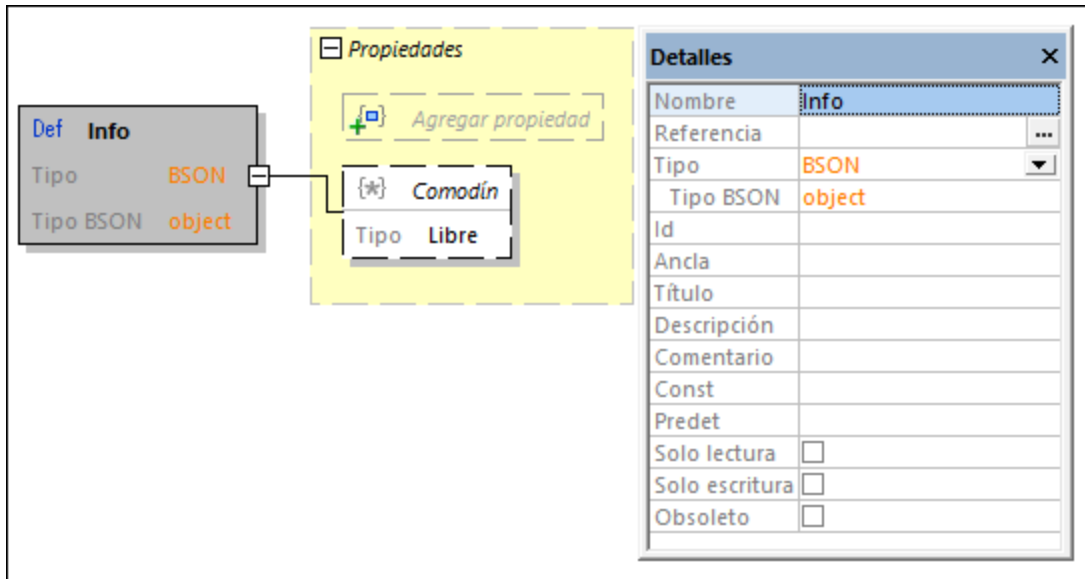 Def Info
Tipo BSON
Tipo BSON object
Propiedades
Agregar propiedad
{*} Comodín
Tipo Libre
Detalles ×
Nombre Info
Referencia ...
Tipo BSON
Tipo BSON object
Id
Ancla
Título
Descripción
Comentario
Const
Predet
Solo lectura
Solo escritura
Obsoleto